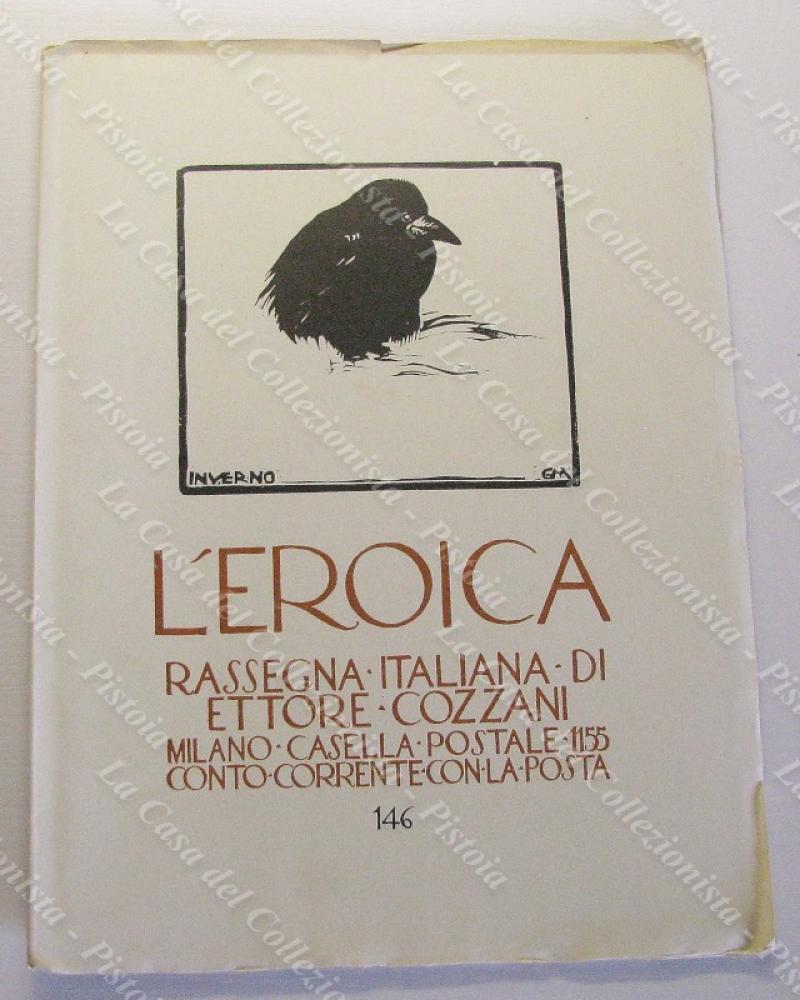 INVERNO GM
L'EROICA
RASSEGNA · ITALIANA · DI
ETTORE · COZZANI
MILANO · CASELLA · POSTALE · 1155
CONTO · CORRENTE · CON · LA · POSTA
146
La Casa del Collezionista - Pistoia